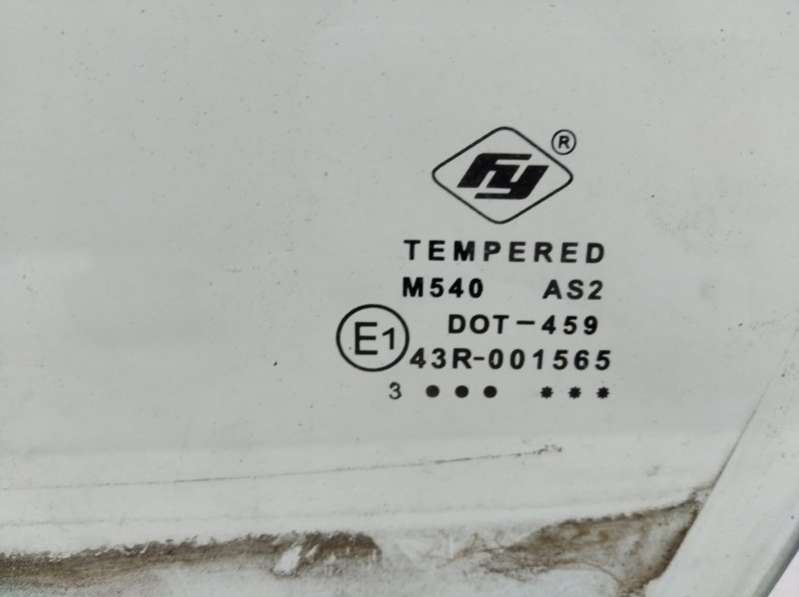 fy ®
TEMPERED
M540 AS2
DOT-459
E1 43R-001565
3 ● ● ● * * *